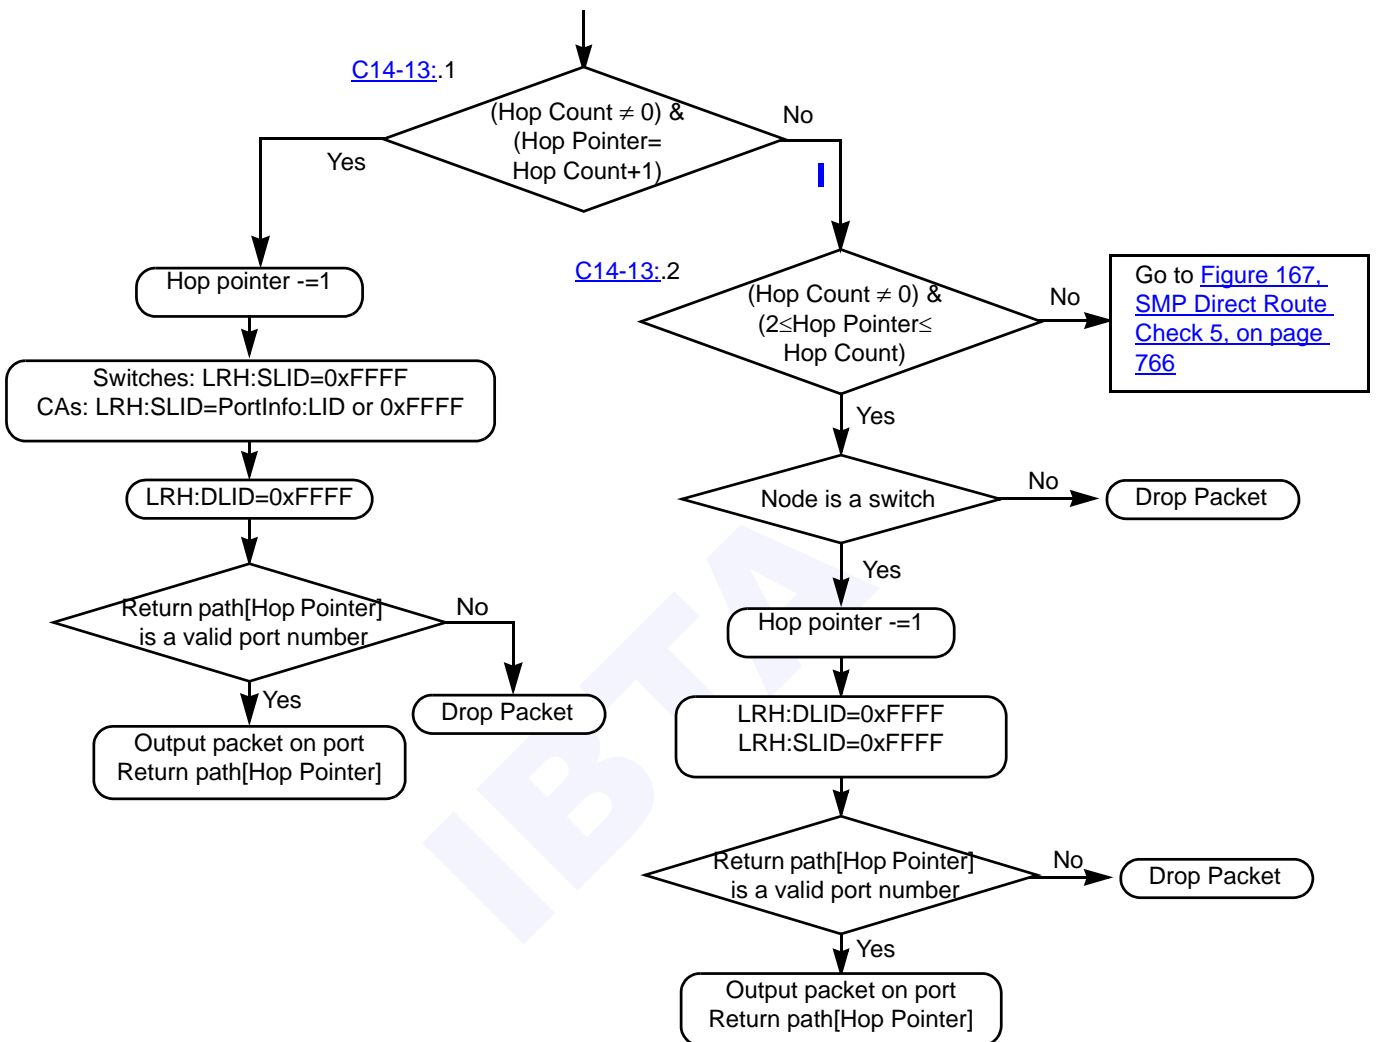 C14-13:.1
(Hop Count ≠ 0) &
(Hop Pointer=
Hop Count+1)
Yes
No
Hop pointer -=1
Switches: LRH:SLID=0xFFFF
CAs: LRH:SLID=PortInfo:LID or 0xFFFF
LRH:DLID=0xFFFF
Return path[Hop Pointer]
is a valid port number
No
Drop Packet
Yes
Output packet on port
Return path[Hop Pointer]
C14-13:.2
(Hop Count ≠ 0) &
(2≤Hop Pointer≤
Hop Count)
No
Go to Figure 167,
SMP Direct Route
Check 5, on page
766
Yes
Node is a switch
No
Drop Packet
Yes
Hop pointer -=1
LRH:DLID=0xFFFF
LRH:SLID=0xFFFF
Return path[Hop Pointer]
is a valid port number
No
Drop Packet
Yes
Output packet on port
Return path[Hop Pointer]
IBTA